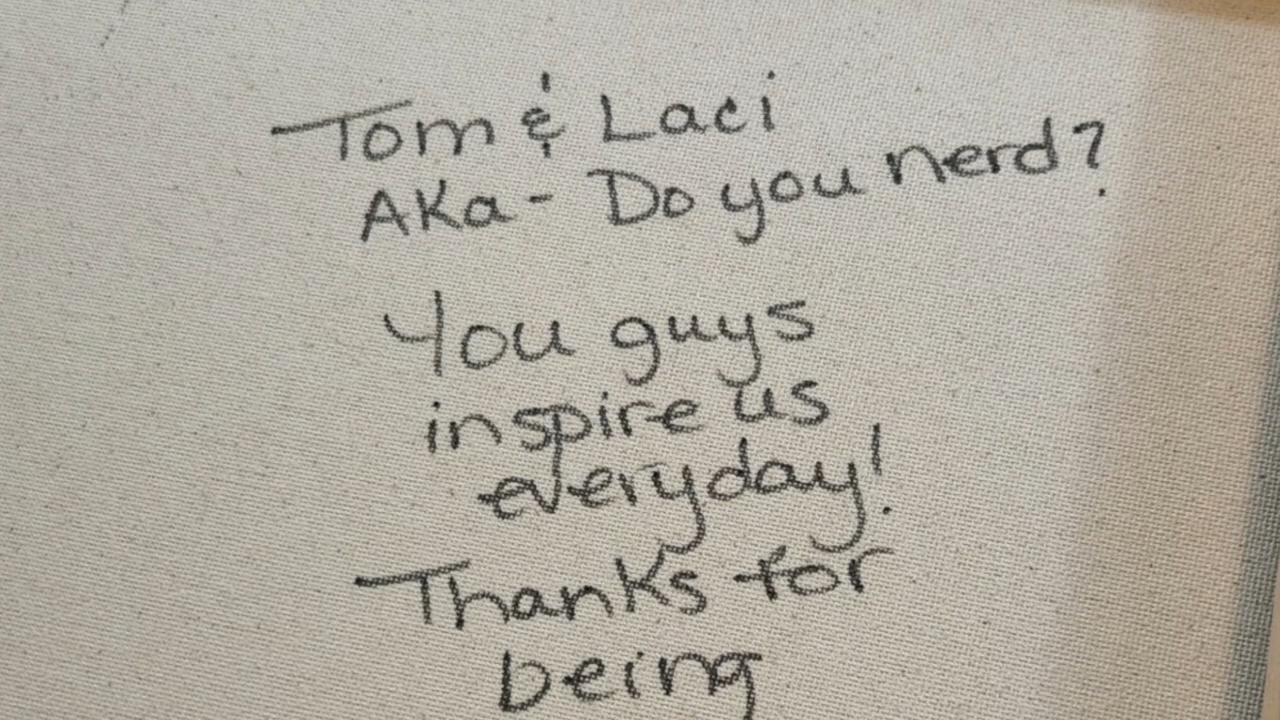 Tom & Laci
AKa - Do you nerd?
You guys
inspire us
everyday!
Thanks for
being